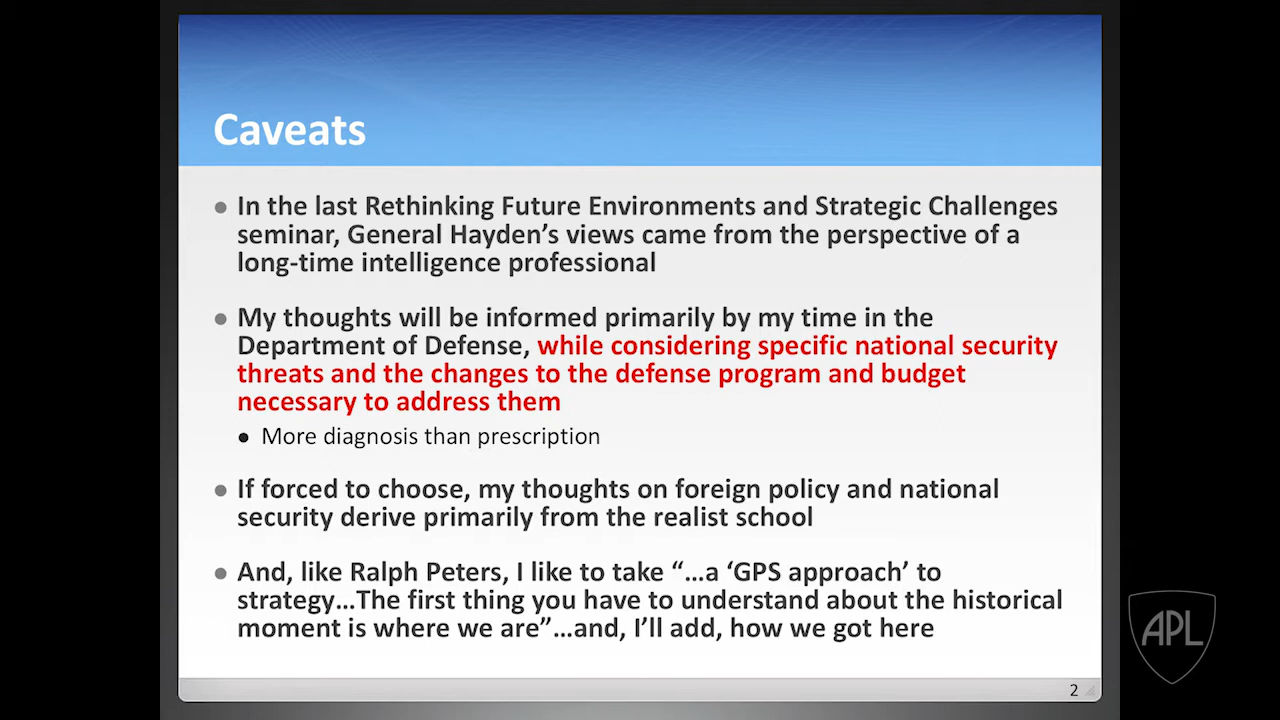 Caveats
● In the last Rethinking Future Environments and Strategic Challenges
seminar, General Hayden’s views came from the perspective of a
long-time intelligence professional
● My thoughts will be informed primarily by my time in the
Department of Defense, while considering specific national security
threats and the changes to the defense program and budget
necessary to address them
● More diagnosis than prescription
● If forced to choose, my thoughts on foreign policy and national
security derive primarily from the realist school
● And, like Ralph Peters, I like to take “…a ‘GPS approach’ to
strategy…The first thing you have to understand about the historical
moment is where we are”…and, I’ll add, how we got here
2
APL